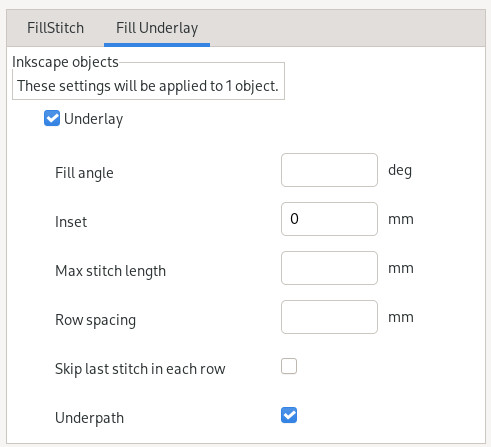 FillStitch Fill Underlay
Inkscape objects
These settings will be applied to 1 object.
Underlay
Fill angle deg
Inset 0 mm
Max stitch length mm
Row spacing mm
Skip last stitch in each row
Underpath